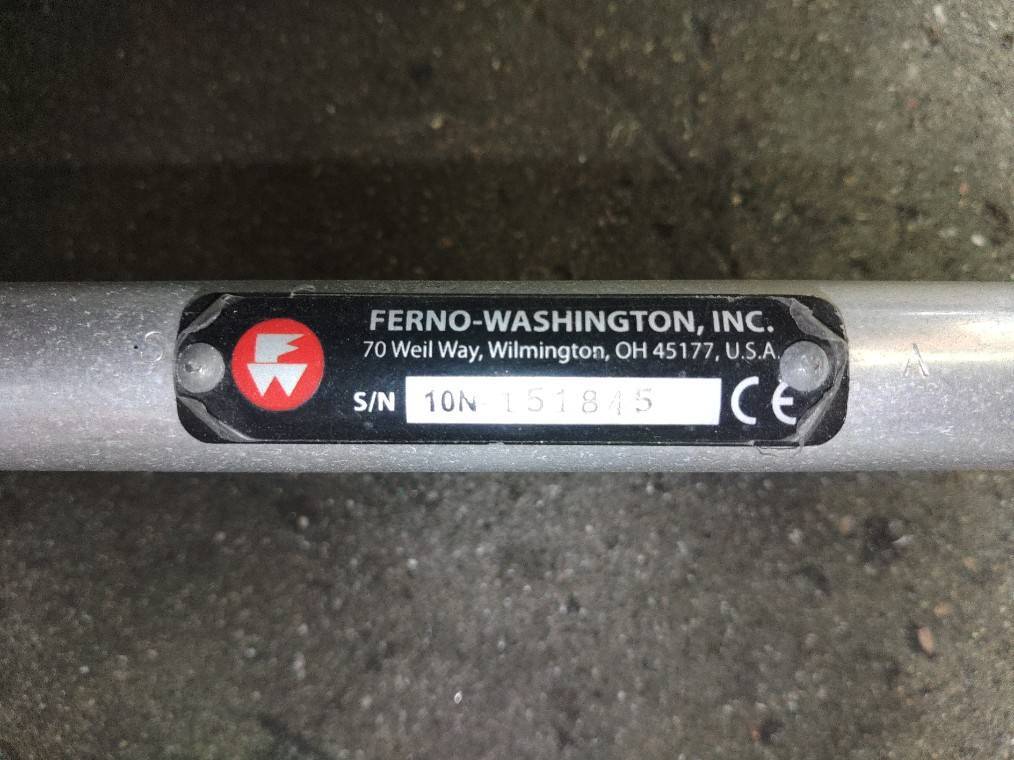 FERNO-WASHINGTON, INC.
70 Weil Way, Wilmington, OH 45177, U.S.A.
S/N 10N-151845 CE
A